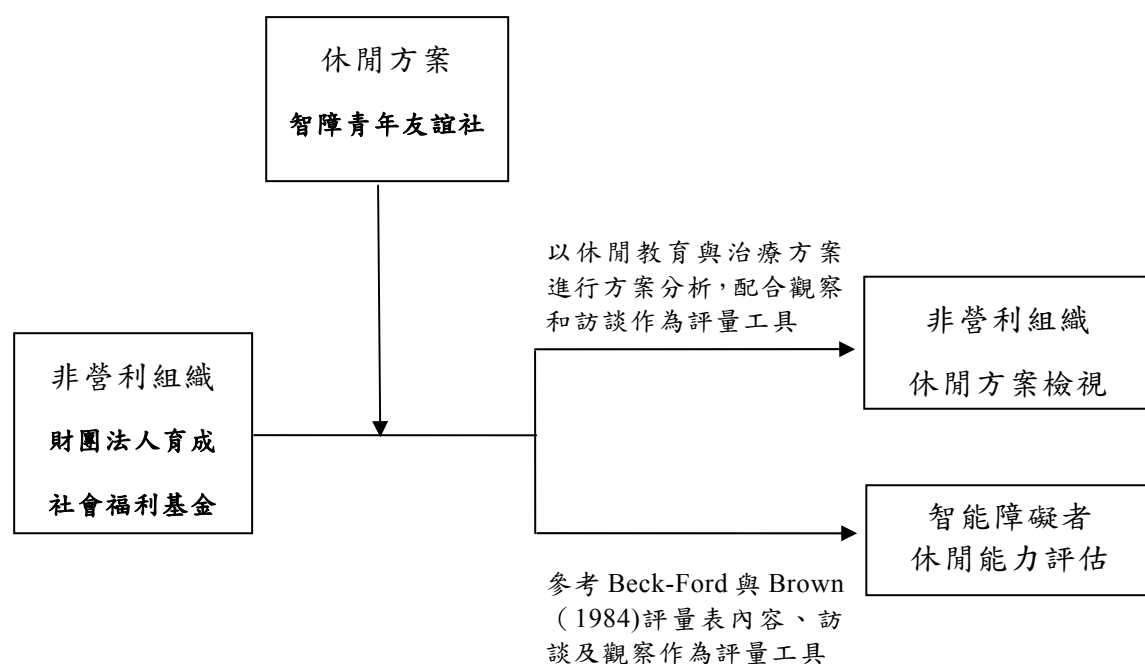 休閒方案
智障青年友誼社
以休閒教育與治療方案
進行方案分析,配合觀察
和訪談作為評量工具
非營利組織
休閒方案檢視
非營利組織
財團法人育成
社會福利基金
智能障礙者
休閒能力評估
參考 Beck-Ford 與 Brown
（1984)評量表內容、訪
談及觀察作為評量工具